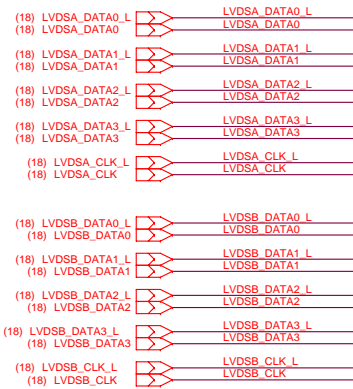 (18) LVDSA_DATA0_L LVDSA_DATA0_L
(18) LVDSA_DATA0 LVDSA_DATA0
(18) LVDSA_DATA1_L LVDSA_DATA1_L
(18) LVDSA_DATA1 LVDSA_DATA1
(18) LVDSA_DATA2_L LVDSA_DATA2_L
(18) LVDSA_DATA2 LVDSA_DATA2
(18) LVDSA_DATA3_L LVDSA_DATA3_L
(18) LVDSA_DATA3 LVDSA_DATA3
(18) LVDSA_CLK_L LVDSA_CLK_L
(18) LVDSA_CLK LVDSA_CLK
(18) LVDSB_DATA0_L LVDSB_DATA0_L
(18) LVDSB_DATA0 LVDSB_DATA0
(18) LVDSB_DATA1_L LVDSB_DATA1_L
(18) LVDSB_DATA1 LVDSB_DATA1
(18) LVDSB_DATA2_L LVDSB_DATA2_L
(18) LVDSB_DATA2 LVDSB_DATA2
(18) LVDSB_DATA3_L LVDSB_DATA3_L
(18) LVDSB_DATA3 LVDSB_DATA3
(18) LVDSB_CLK_L LVDSB_CLK_L
(18) LVDSB_CLK LVDSB_CLK